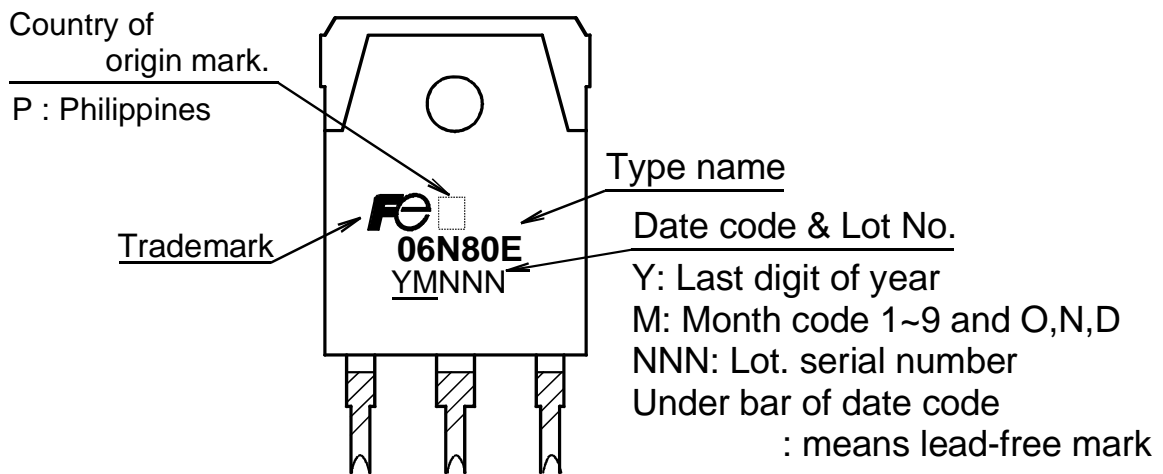 Country of
origin mark.
P : Philippines
Type name
Trademark
Fe
06N80E
YMNNN
Date code & Lot No.
Y: Last digit of year
M: Month code 1~9 and O,N,D
NNN: Lot. serial number
Under bar of date code
: means lead-free mark